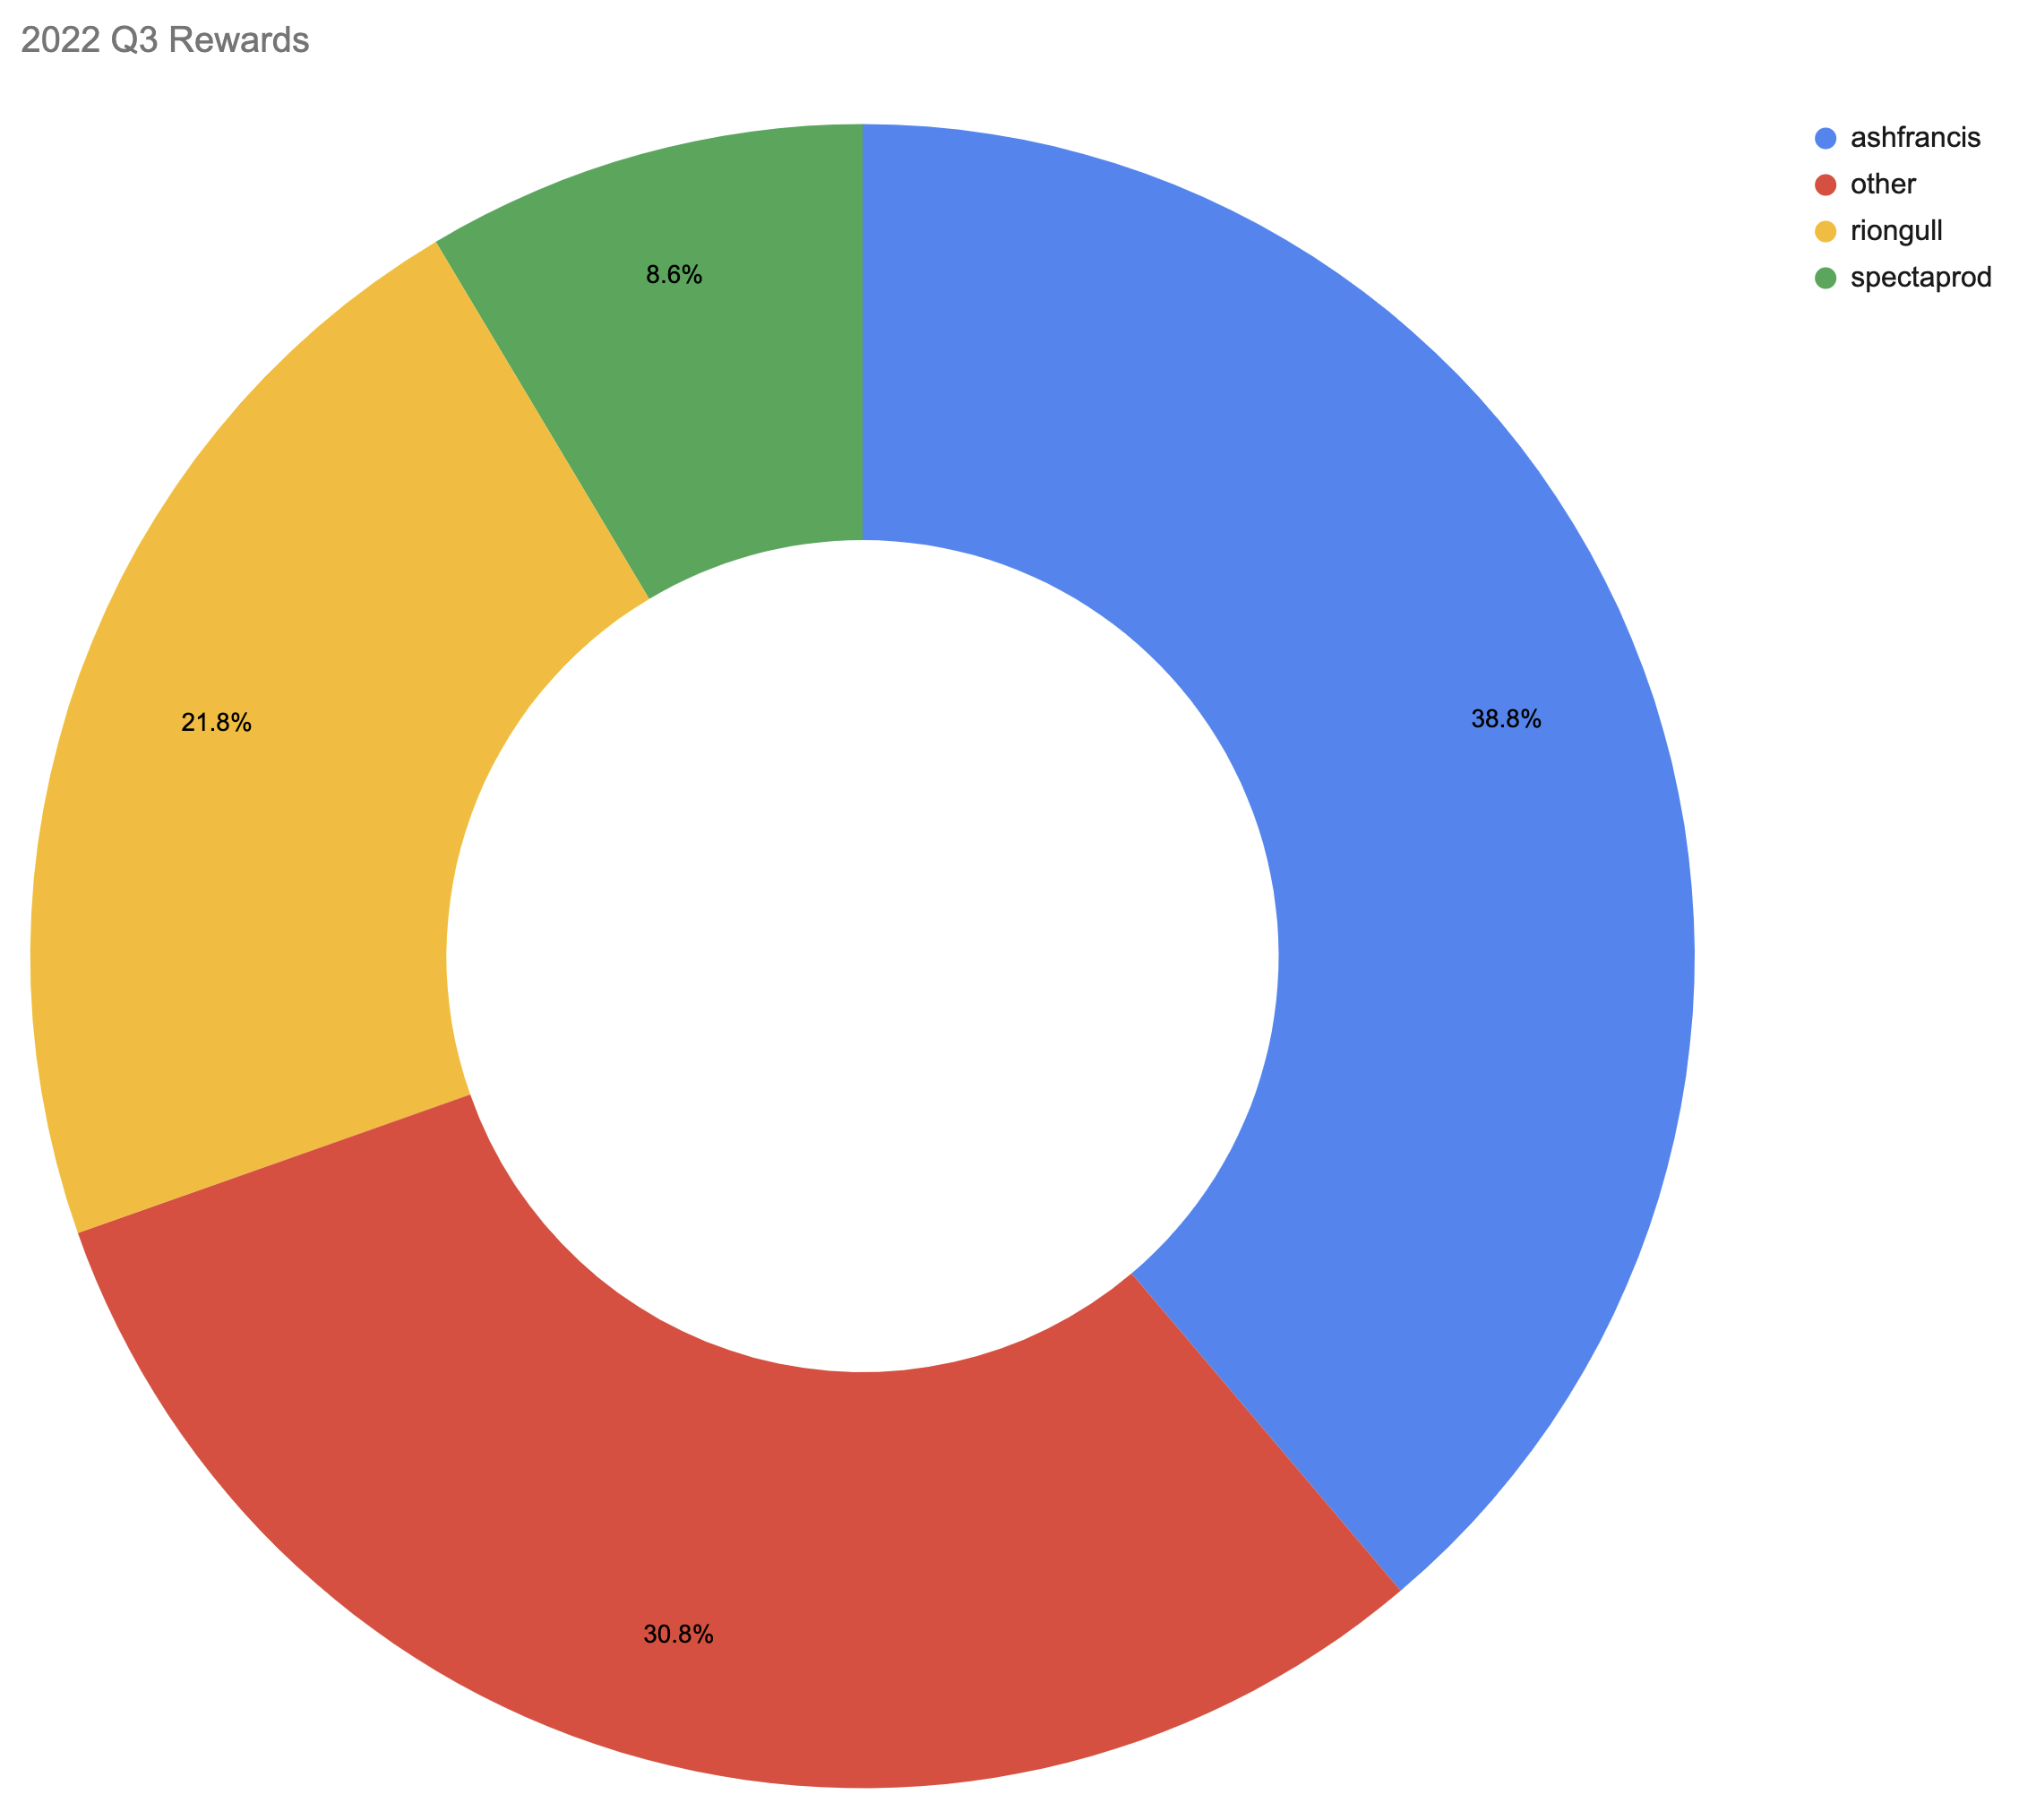 2022 Q3 Rewards
ashfrancis
other
riongull
spectaprod
8.6%
38.8%
21.8%
30.8%